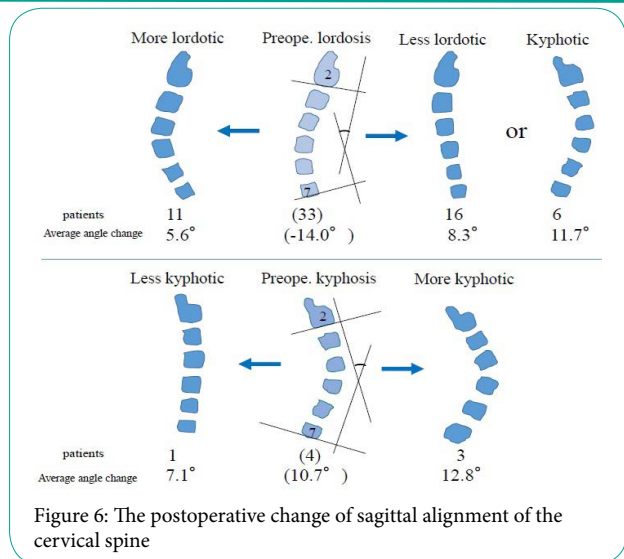 More lordotic Preope. lordosis Less lordotic Kyphotic
2
or
7
patients 11 (33) 16 6
Average angle change 5.6° (-14.0° ) 8.3° 11.7°
Less kyphotic Preope. kyphosis More kyphotic
2
7
patients 1 (4) 3
Average angle change 7.1° (10.7° ) 12.8°
Figure 6: The postoperative change of sagittal alignment of the
cervical spine